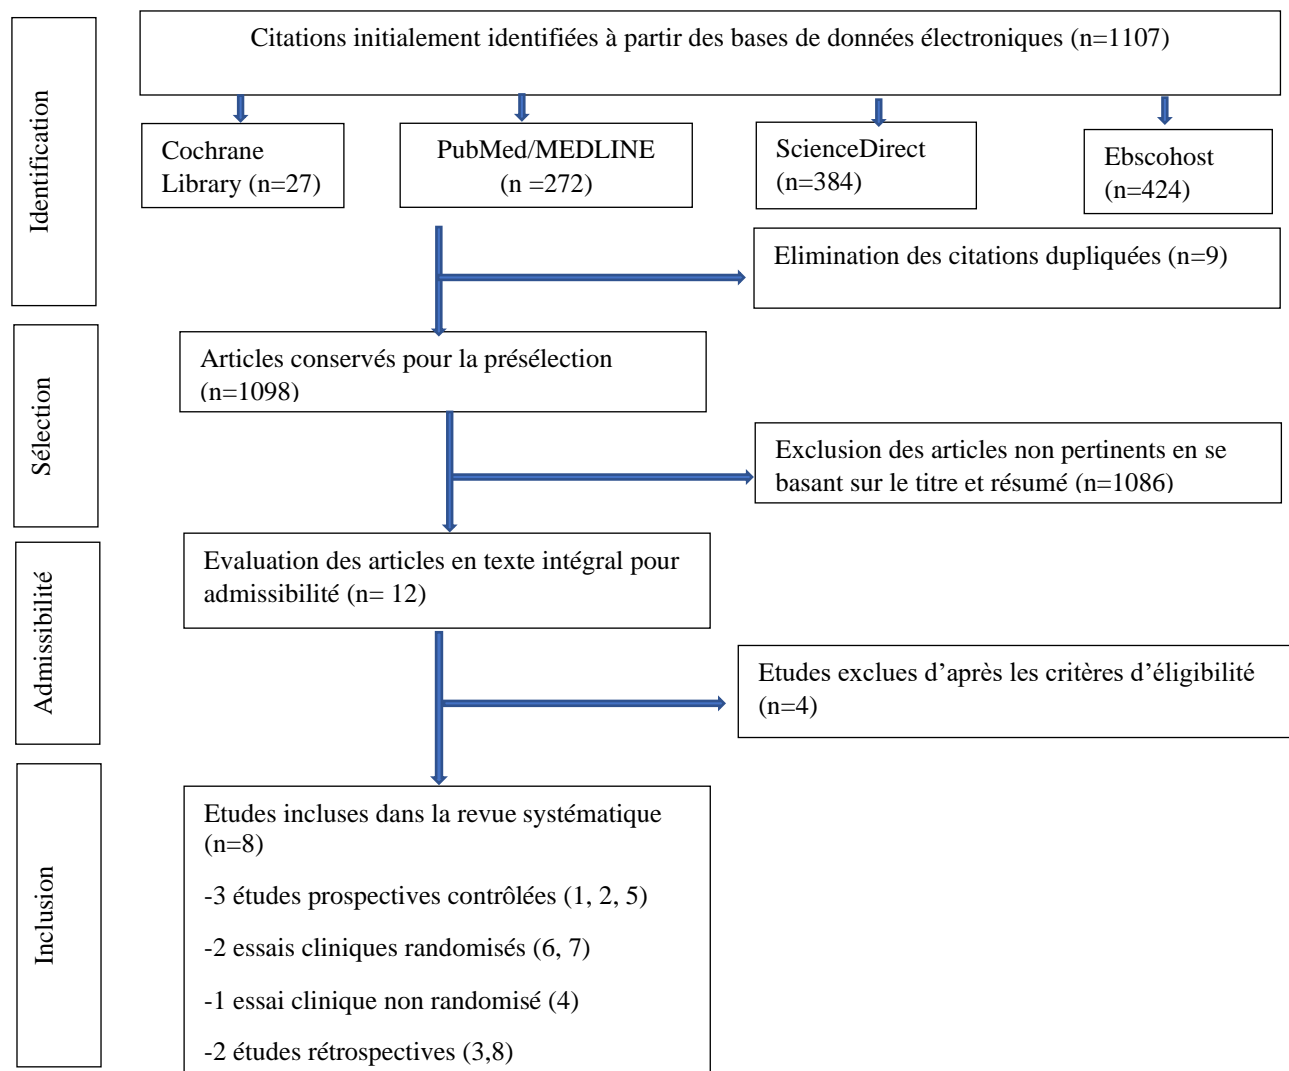 Identification
Citations initialement identifiées à partir des bases de données électroniques (n=1107)
Cochrane
Library (n=27)
PubMed/MEDLINE
(n =272)
ScienceDirect
(n=384)
Ebscohost
(n=424)
Elimination des citations dupliquées (n=9)
Sélection
Articles conservés pour la présélection
(n=1098)
Exclusion des articles non pertinents en se
basant sur le titre et résumé (n=1086)
Admissibilité
Evaluation des articles en texte intégral pour
admissibilité (n= 12)
Etudes exclues d’après les critères d’éligibilité
(n=4)
Inclusion
Etudes incluses dans la revue systématique
(n=8)
-3 études prospectives contrôlées (1, 2, 5)
-2 essais cliniques randomisés (6, 7)
-1 essai clinique non randomisé (4)
-2 études rétrospectives (3,8)